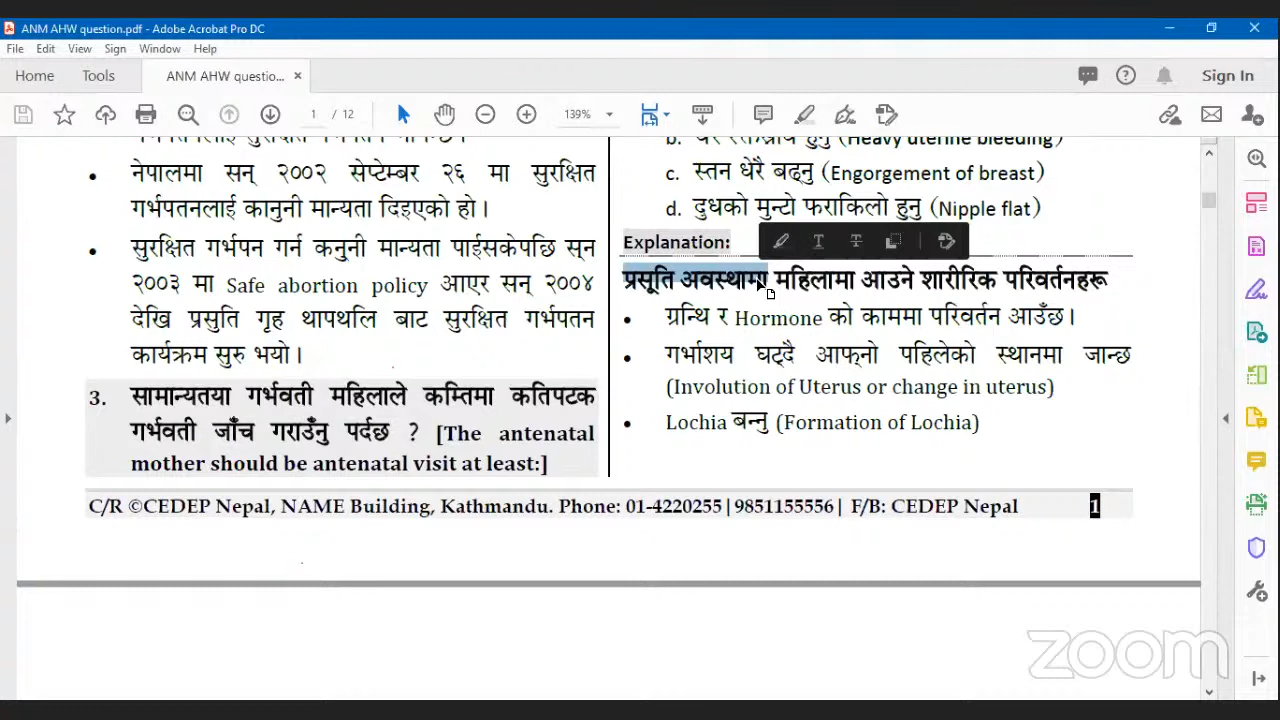 ANM AHW question.pdf - Adobe Acrobat Pro DC
File Edit View Sign Window Help
Home Tools ANM AHW questio... × Sign In
1 / 12 139%
नेपालमा सन् २००२ सेप्टेम्बर २६ मा सुरक्षित
गर्भपतनलाई कानुनी मान्यता दिइएको हो।
सुरक्षित गर्भपन गर्न कनुनी मान्यता पाईसकेपछि सन्
२००३ मा Safe abortion policy आएर सन् २००४
देखि प्रसुति गृह थापथलि बाट सुरक्षित गर्भपतन
कार्यक्रम सुरु भयो।
3. सामान्यतया गर्भवती महिलाले कम्तिमा कतिपटक
गर्भवती जाँच गराउँनु पर्दछ ? [The antenatal
mother should be antenatal visit at least:]
b. धेरै रक्तश्राव हुनु (Heavy uterine bleeding)
c. स्तन धेरै बढ्नु (Engorgement of breast)
d. दुधको मुन्टो फराकिलो हुनु (Nipple flat)
Explanation:
प्रसूति अवस्थामा महिलामा आउने शारीरिक परिवर्तनहरू
ग्रन्थि र Hormone को काममा परिवर्तन आउँछ।
गर्भाशय घट्दै आफ्नो पहिलेको स्थानमा जान्छ
(Involution of Uterus or change in uterus)
Lochia बन्नु (Formation of Lochia)
C/R ©CEDEP Nepal, NAME Building, Kathmandu. Phone: 01-4220255|9851155556| F/B: CEDEP Nepal 1
zoom